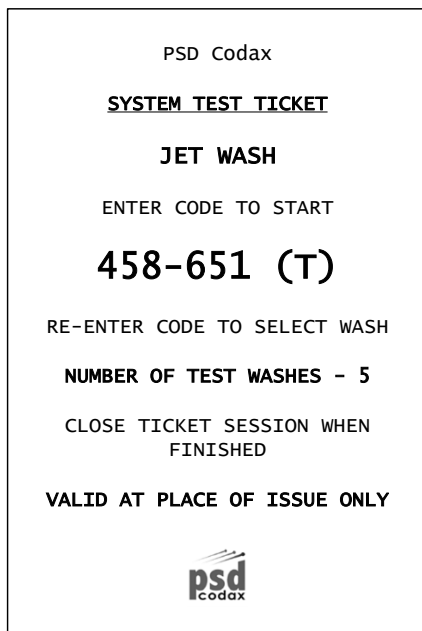 PSD Codax
SYSTEM TEST TICKET
JET WASH
ENTER CODE TO START
458-651 (T)
RE-ENTER CODE TO SELECT WASH
NUMBER OF TEST WASHES - 5
CLOSE TICKET SESSION WHEN
FINISHED
VALID AT PLACE OF ISSUE ONLY
psd
codax